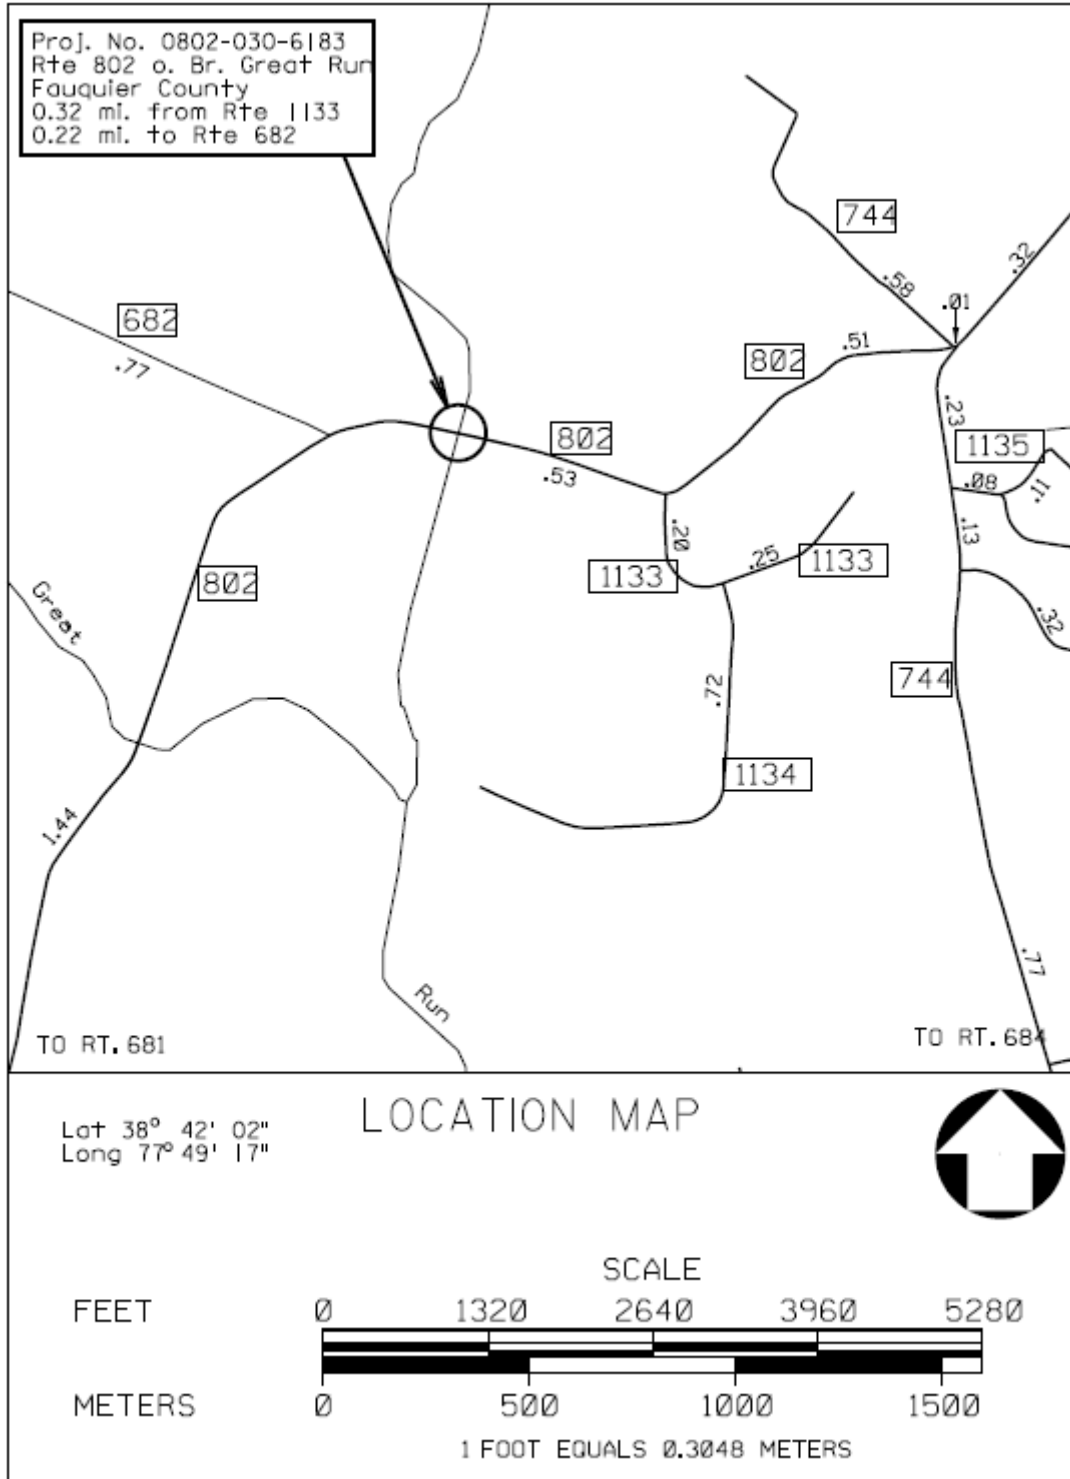 Proj. No. 0802-030-6183
Rte 802 o. Br. Great Run
Fauquier County
0.32 mi. from Rte 1133
0.22 mi. to Rte 682
744
.32
.58
.01
682
.77
.51
802
.23
802
1135
.53
.08
.11
.20
.13
.25
1133
1133
802
Great
.32
.72
744
1134
1.44
.77
Run
TO RT. 681
TO RT. 684
LOCATION MAP
Lat 38° 42' 02"
Long 77° 49' 17"
SCALE
FEET 0 1320 2640 3960 5280
METERS 0 500 1000 1500
1 FOOT EQUALS 0.3048 METERS